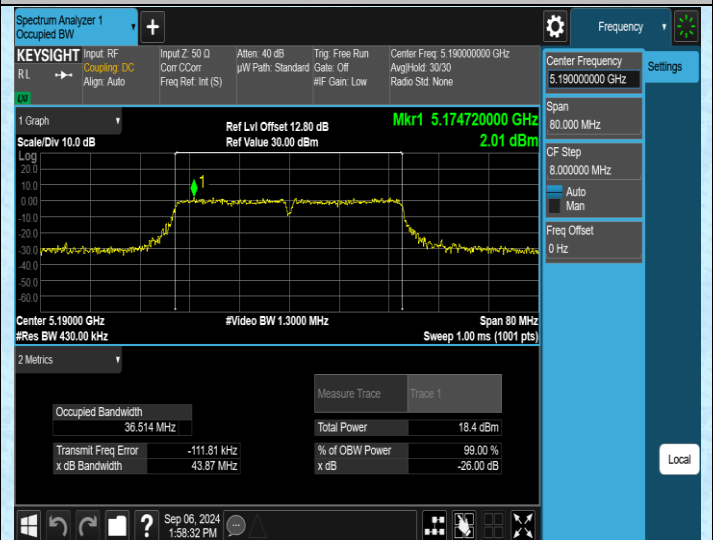 Spectrum Analyzer 1
Occupied BW
+
Frequency
KEYSIGHT
RL
LXI
Input: RF
Coupling: DC
Align: Auto
Input Z: 50 Ω
Corr CCorr
Freq Ref: Int (S)
Atten: 40 dB
µW Path: Standard
Trig: Free Run
Gate: Off
#IF Gain: Low
Center Freq: 5.190000000 GHz
Avg|Hold: 30/30
Radio Std: None
Center Frequency
5.190000000 GHz
Settings
Span
80.000 MHz
CF Step
8.000000 MHz
Auto
Man
Freq Offset
0 Hz
Local
1 Graph
Scale/Div 10.0 dB
Ref Lvl Offset 12.80 dB
Ref Value 30.00 dBm
Mkr1 5.174720000 GHz
2.01 dBm
Log
20.0
10.0
0.00
-10.0
-20.0
-30.0
-40.0
-50.0
-60.0
1
Center 5.19000 GHz
#Res BW 430.00 kHz
#Video BW 1.3000 MHz
Span 80 MHz
Sweep 1.00 ms (1001 pts)
2 Metrics
Measure Trace Trace 1
Occupied Bandwidth
36.514 MHz
Total Power 18.4 dBm
Transmit Freq Error -111.81 kHz
% of OBW Power 99.00 %
x dB Bandwidth 43.87 MHz
x dB -26.00 dB
?
Sep 06, 2024
1:58:32 PM